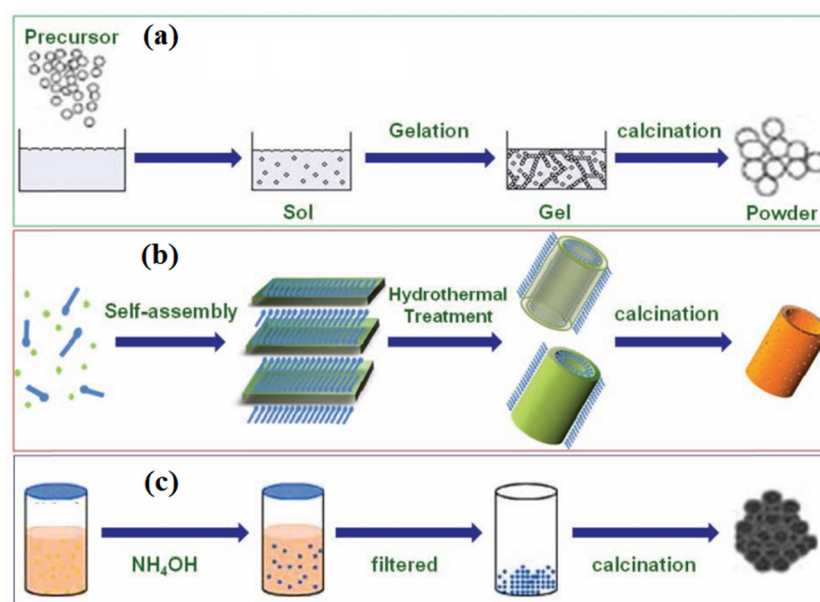 Precursor
(a)
Gelation
calcination
Sol
Gel
Powder
(b)
Self-assembly
Hydrothermal
Treatment
calcination
(c)
NH₄OH
filtered
calcination